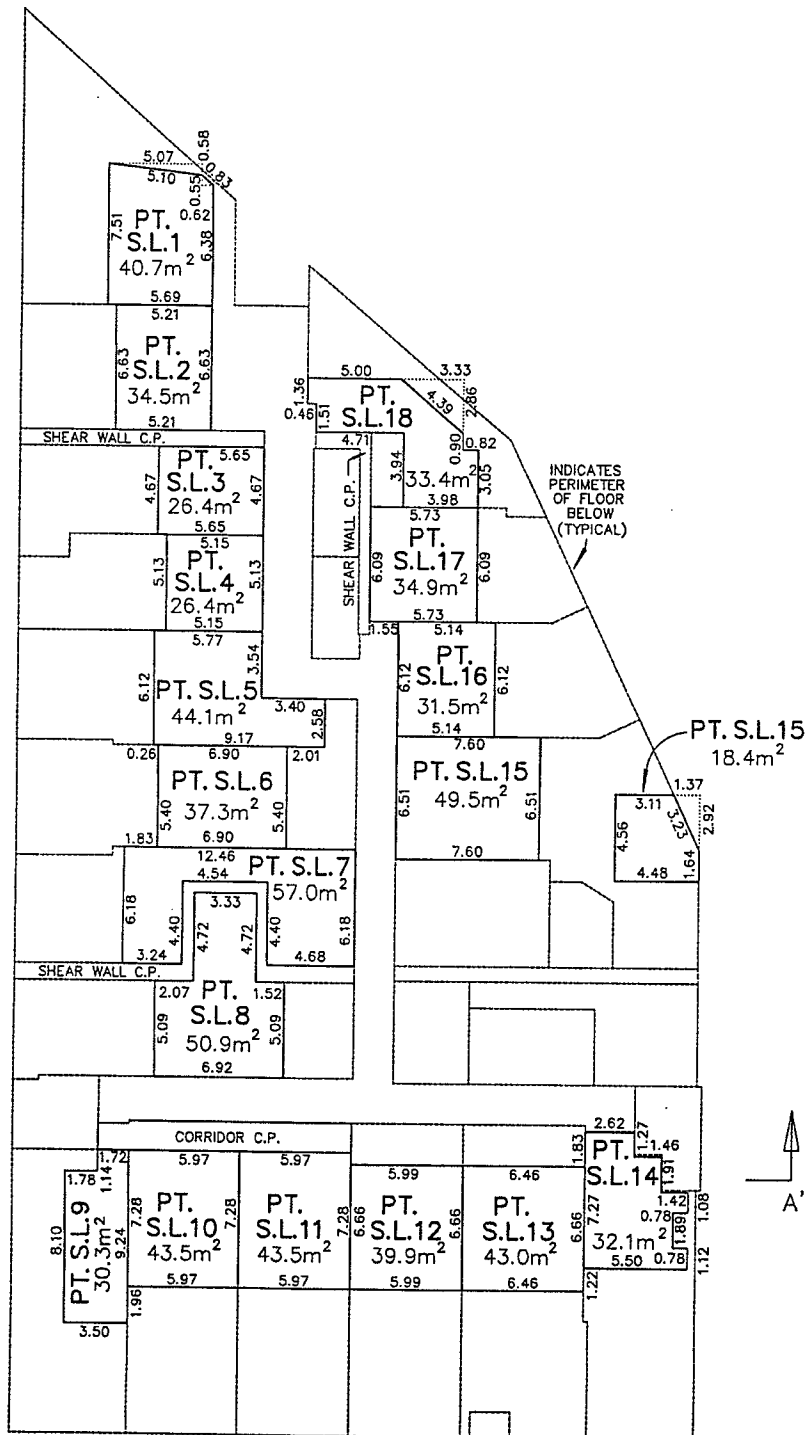 0.58
5.07
0.83
5.10
0.55
0.62
7.51
PT.
S.L.1
40.7m²
6.38
5.69
5.21
6.63
PT.
S.L.2
34.5m²
6.63
5.21
SHEAR WALL C.P.
5.65
4.67
PT.
S.L.3
26.4m²
4.67
5.65
5.15
5.13
PT.
S.L.4
26.4m²
5.13
5.15
5.77
3.54
6.12
PT. S.L.5
44.1m²
3.40
2.58
9.17
0.26
6.90
2.01
PT. S.L.6
37.3m²
5.40
5.40
1.83
6.90
12.46
4.54
PT. S.L.7
57.0m²
6.18
4.40
3.33
4.72
4.72
4.40
6.18
3.24
4.68
SHEAR WALL C.P.
2.07
PT.
S.L.8
50.9m²
1.52
5.09
5.09
6.92
5.00
3.33
1.36
0.46
1.51
PT.
S.L.18
4.39
2.86
4.71
3.94
0.90
0.82
33.4m²
3.05
3.98
SHEAR WALL C.P.
INDICATES
PERIMETER
OF FLOOR
BELOW
(TYPICAL)
5.73
PT.
S.L.17
34.9m²
6.09
6.09
5.73
1.55
5.14
PT.
S.L.16
31.5m²
6.12
6.12
5.14
7.60
PT. S.L.15
49.5m²
6.51
6.51
7.60
PT. S.L.15
18.4m²
1.37
3.11
3.23
2.92
4.56
1.64
4.48
CORRIDOR C.P.
1.72
1.78
1.14
8.10
PT. S.L.9
30.3m²
9.24
3.50
1.96
5.97
7.28
PT.
S.L.10
43.5m²
7.28
5.97
5.97
PT.
S.L.11
43.5m²
7.28
5.97
5.99
6.66
PT.
S.L.12
39.9m²
6.66
5.99
6.46
PT.
S.L.13
43.0m²
6.66
6.46
2.62
1.83
1.27
1.46
PT.
S.L.14
1.91
7.27
1.42
1.08
0.78
1.89
32.1m²
0.78
1.12
5.50
1.22
A'